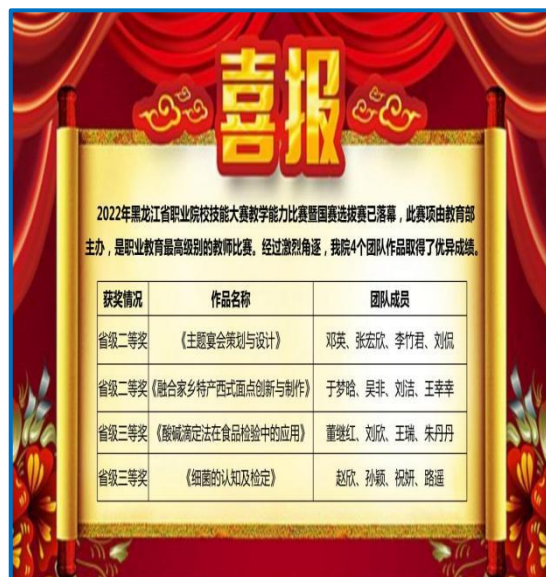 喜报
2022年黑龙江省职业院校技能大赛教学能力比赛暨国赛选拔赛已落幕，此赛项由教育部
主办，是职业教育最高级别的教师比赛。经过激烈角逐，我院4个团队作品取得了优异成绩。
获奖情况 作品名称 团队成员
省级二等奖 《主题宴会策划与设计》 邓英、张宏欣、李竹君、刘侃
省级二等奖 《融合家乡特产西式面点创新与制作》 于梦晗、吴非、刘洁、王幸幸
省级三等奖 《酸碱滴定法在食品检验中的应用》 董继红、刘欣、王瑞、朱丹丹
省级三等奖 《细菌的认知及检定》 赵欣、孙颖、祝妍、路遥